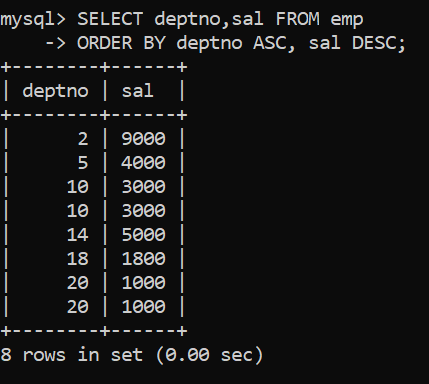 mysql> SELECT deptno,sal FROM emp
    -> ORDER BY deptno ASC, sal DESC;
+--------+------+
| deptno | sal  |
+--------+------+
|      2 | 9000 |
|      5 | 4000 |
|     10 | 3000 |
|     10 | 3000 |
|     14 | 5000 |
|     18 | 1800 |
|     20 | 1000 |
|     20 | 1000 |
+--------+------+
8 rows in set (0.00 sec)